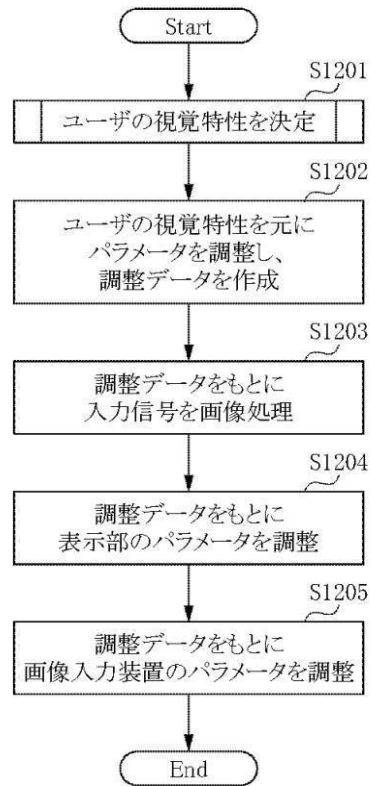 Start
S1201
ユーザの視覚特性を決定
S1202
ユーザの視覚特性を元に
パラメータを調整し、
調整データを作成
S1203
調整データをもとに
入力信号を画像処理
S1204
調整データをもとに
表示部のパラメータを調整
S1205
調整データをもとに
画像入力装置のパラメータを調整
End